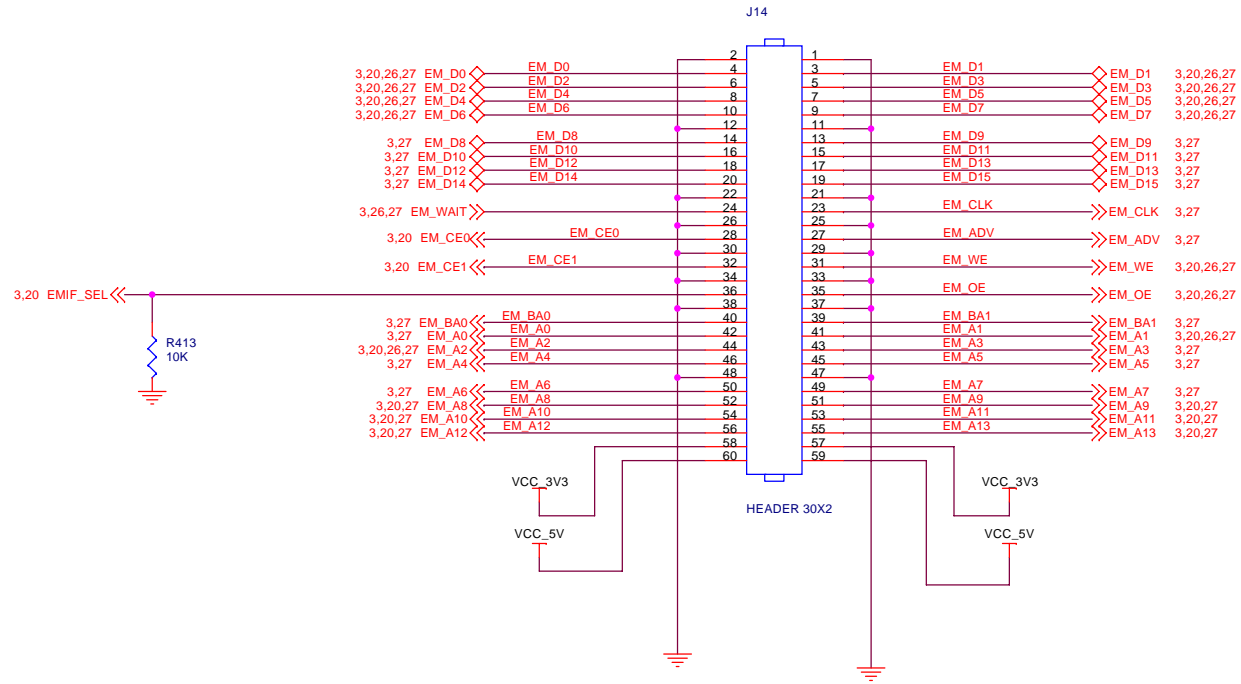 J14
2 1
3,20,26,27 EM_D0 EM_D0 4 3 EM_D1 EM_D1 3,20,26,27
3,20,26,27 EM_D2 EM_D2 6 5 EM_D3 EM_D3 3,20,26,27
3,20,26,27 EM_D4 EM_D4 8 7 EM_D5 EM_D5 3,20,26,27
3,20,26,27 EM_D6 EM_D6 10 9 EM_D7 EM_D7 3,20,26,27
12 11
3,27 EM_D8 EM_D8 14 13 EM_D9 EM_D9 3,27
3,27 EM_D10 EM_D10 16 15 EM_D11 EM_D11 3,27
3,27 EM_D12 EM_D12 18 17 EM_D13 EM_D13 3,27
3,27 EM_D14 EM_D14 20 19 EM_D15 EM_D15 3,27
22 21
3,26,27 EM_WAIT 24 23 EM_CLK EM_CLK 3,27
26 25
3,20 EM_CE0 EM_CE0 28 27 EM_ADV EM_ADV 3,27
30 29
3,20 EM_CE1 EM_CE1 32 31 EM_WE EM_WE 3,20,26,27
34 33
3,20 EMIF_SEL 36 35 EM_OE EM_OE 3,20,26,27
38 37
3,27 EM_BA0 EM_BA0 40 39 EM_BA1 EM_BA1 3,27
3,27 EM_A0 EM_A0 42 41 EM_A1 EM_A1 3,20,26,27
R413
10K
3,20,26,27 EM_A2 EM_A2 44 43 EM_A3 EM_A3 3,27
3,27 EM_A4 EM_A4 46 45 EM_A5 EM_A5 3,27
48 47
3,27 EM_A6 EM_A6 50 49 EM_A7 EM_A7 3,27
3,20,27 EM_A8 EM_A8 52 51 EM_A9 EM_A9 3,20,27
3,20,27 EM_A10 EM_A10 54 53 EM_A11 EM_A11 3,20,27
3,20,27 EM_A12 EM_A12 56 55 EM_A13 EM_A13 3,20,27
58 57
60 59
VCC_3V3 VCC_3V3
HEADER 30X2
VCC_5V VCC_5V